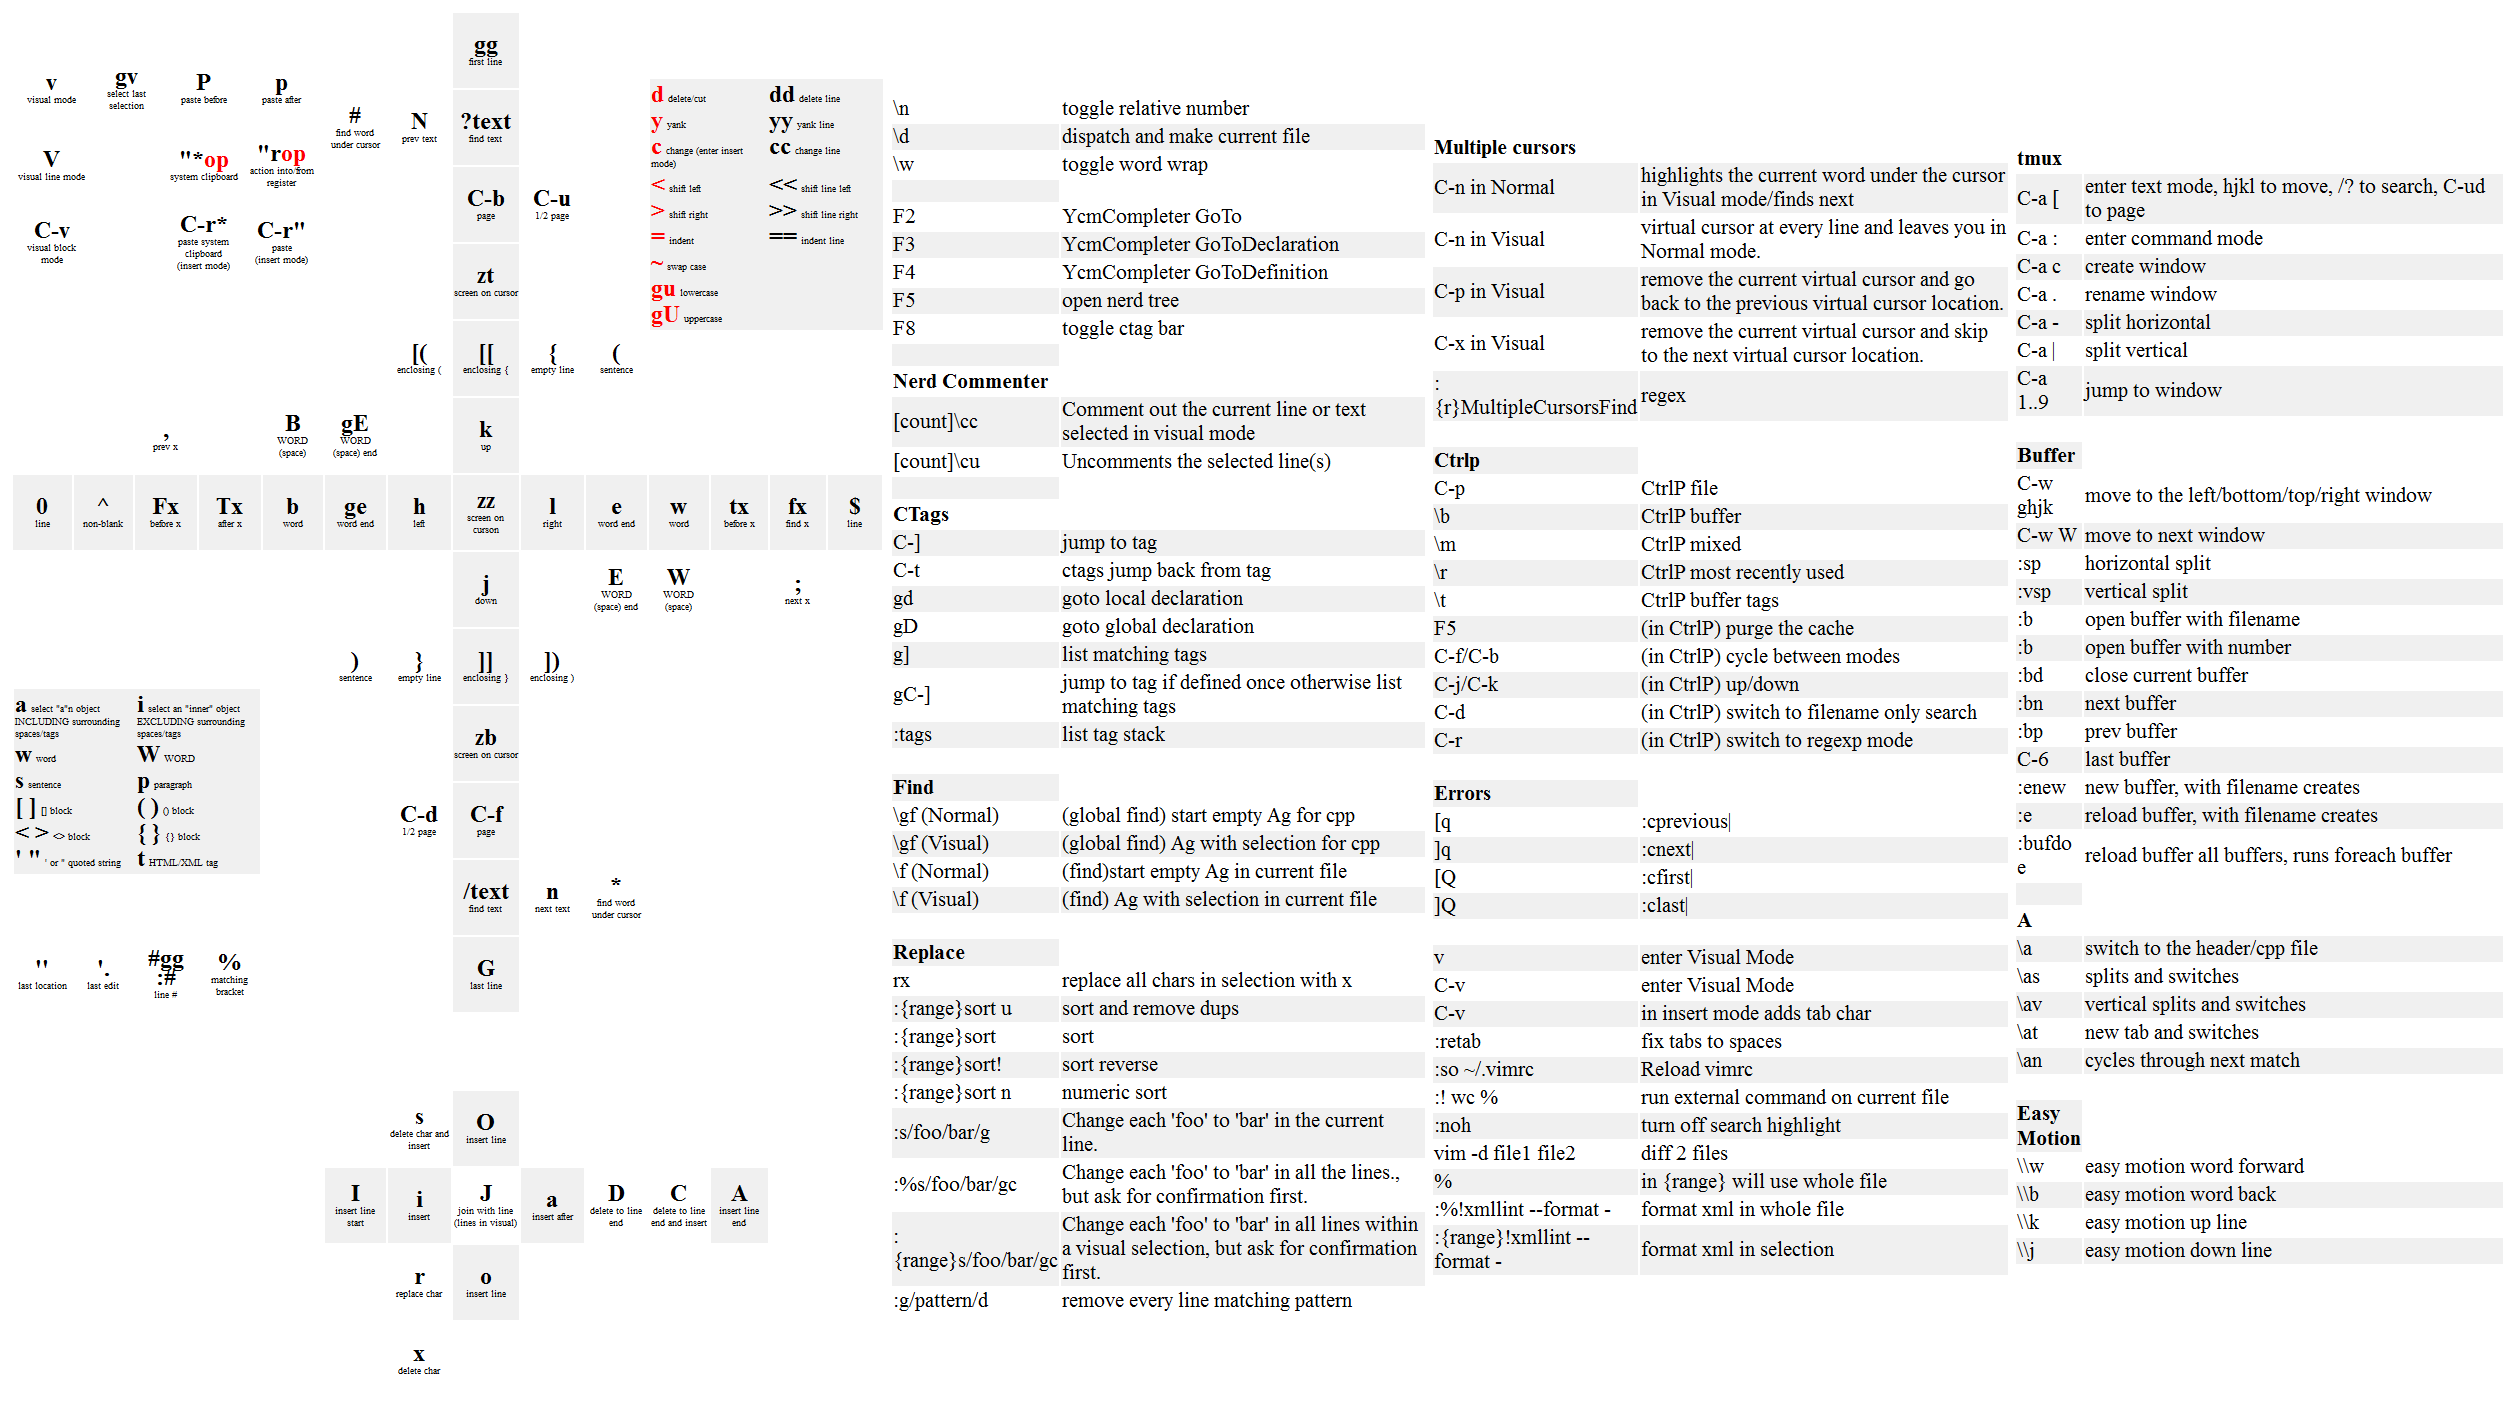 gg
first line
v
visual mode
gv
select last
selection
P
paste before
p
paste after
#
find word
under cursor
N
prev text
?text
find text
V
visual line mode
"*op
system clipboard
"rop
action into/from
register
C-b
page
C-u
1/2 page
C-v
visual block
mode
C-r*
paste system
clipboard
(insert mode)
C-r"
paste
(insert mode)
zt
screen on cursor
[(
enclosing (
[[
enclosing {
{
empty line
(
sentence
,
prev x
B
WORD
(space)
gE
WORD
(space) end
k
up
0
line
^
non-blank
Fx
before x
Tx
after x
b
word
ge
word end
h
left
zz
screen on
curson
l
right
e
word end
w
word
tx
before x
fx
find x
$
line
j
down
E
WORD
(space) end
W
WORD
(space)
;
next x
)
sentence
}
empty line
]]
enclosing }
])
enclosing )
zb
screen on cursor
C-d
1/2 page
C-f
page
/text
find text
n
next text
*
find word
under cursor
''
last location
'.
last edit
#gg
:#
line #
%
matching
bracket
G
last line
s
delete char and
insert
O
insert line
I
insert line
start
i
insert
J
join with line
(lines in visual)
a
insert after
D
delete to line
end
C
delete to line
end and insert
A
insert line
end
r
replace char
o
insert line
x
delete char
d delete/cut dd delete line
y yank yy yank line
c change (enter insert
mode) cc change line
< shift left << shift line left
> shift right >> shift line right
= indent == indent line
~ swap case
gu lowercase
gU uppercase
a select "a"n object
INCLUDING surrounding
spaces/tags
i select an "inner" object
EXCLUDING surrounding
spaces/tags
w word W WORD
s sentence p paragraph
[ ] [] block ( ) () block
< > <> block { } {} block
' " ' or " quoted string t HTML/XML tag
\n toggle relative number
\d dispatch and make current file
\w toggle word wrap
F2 YcmCompleter GoTo
F3 YcmCompleter GoToDeclaration
F4 YcmCompleter GoToDefinition
F5 open nerd tree
F8 toggle ctag bar
Nerd Commenter
[count]\cc Comment out the current line or text
selected in visual mode
[count]\cu Uncomments the selected line(s)
CTags
C-] jump to tag
C-t ctags jump back from tag
gd goto local declaration
gD goto global declaration
g] list matching tags
gC-] jump to tag if defined once otherwise list
matching tags
:tags list tag stack
Find
\gf (Normal) (global find) start empty Ag for cpp
\gf (Visual) (global find) Ag with selection for cpp
\f (Normal) (find)start empty Ag in current file
\f (Visual) (find) Ag with selection in current file
Replace
rx replace all chars in selection with x
:{range}sort u sort and remove dups
:{range}sort sort
:{range}sort! sort reverse
:{range}sort n numeric sort
:s/foo/bar/g Change each 'foo' to 'bar' in the current
line.
:%s/foo/bar/gc Change each 'foo' to 'bar' in all the lines.,
but ask for confirmation first.
:
{range}s/foo/bar/gc Change each 'foo' to 'bar' in all lines within
a visual selection, but ask for confirmation
first.
:g/pattern/d remove every line matching pattern
Multiple cursors
C-n in Normal highlights the current word under the cursor
in Visual mode/finds next
C-n in Visual virtual cursor at every line and leaves you in
Normal mode.
C-p in Visual remove the current virtual cursor and go
back to the previous virtual cursor location.
C-x in Visual remove the current virtual cursor and skip
to the next virtual cursor location.
:
{r}MultipleCursorsFind regex
Ctrlp
C-p CtrlP file
\b CtrlP buffer
\m CtrlP mixed
\r CtrlP most recently used
\t CtrlP buffer tags
F5 (in CtrlP) purge the cache
C-f/C-b (in CtrlP) cycle between modes
C-j/C-k (in CtrlP) up/down
C-d (in CtrlP) switch to filename only search
C-r (in CtrlP) switch to regexp mode
Errors
[q :cprevious|
]q :cnext|
[Q :cfirst|
]Q :clast|
v enter Visual Mode
C-v enter Visual Mode
C-v in insert mode adds tab char
:retab fix tabs to spaces
:so ~/.vimrc Reload vimrc
:! wc % run external command on current file
:noh turn off search highlight
vim -d file1 file2 diff 2 files
% in {range} will use whole file
:%!xmllint --format - format xml in whole file
:{range}!xmllint --
format - format xml in selection
tmux
C-a [ enter text mode, hjkl to move, /? to search, C-ud
to page
C-a : enter command mode
C-a c create window
C-a . rename window
C-a - split horizontal
C-a | split vertical
C-a
1..9 jump to window
Buffer
C-w
ghjk move to the left/bottom/top/right window
C-w W move to next window
:sp horizontal split
:vsp vertical split
:b open buffer with filename
:b open buffer with number
:bd close current buffer
:bn next buffer
:bp prev buffer
C-6 last buffer
:enew new buffer, with filename creates
:e reload buffer, with filename creates
:bufdo
e reload buffer all buffers, runs foreach buffer
A
\a switch to the header/cpp file
\as splits and switches
\av vertical splits and switches
\at new tab and switches
\an cycles through next match
Easy
Motion
\\w easy motion word forward
\\b easy motion word back
\\k easy motion up line
\\j easy motion down line